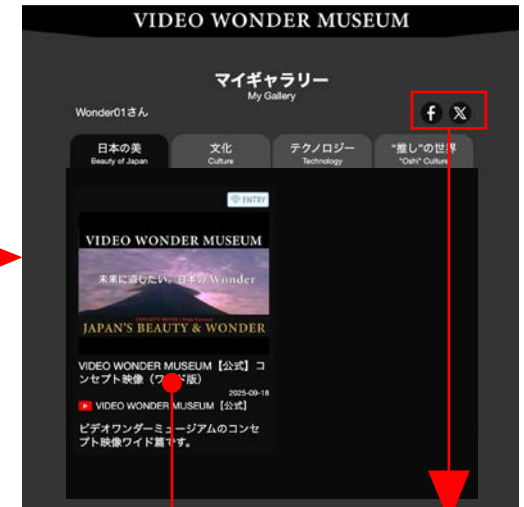 VIDEO WONDER MUSEUM
マイギャラリー
My Gallery
Wonder01さん
日本の美
Beauty of Japan
文化
Culture
テクノロジー
Technology
"推し"の世界
"Oshi" Culture
ENTRY
VIDEO WONDER MUSEUM
未来に遺したい。日本のWonder
JAPAN'S BEAUTY & WONDER
VIDEO WONDER MUSEUM【公式】コ
ンセプト映像（ワイド版）
2025-09-18
VIDEO WONDER MUSEUM【公式】
ビデオワンダーミュージアムのコンセ
プト映像ワイド篇です。